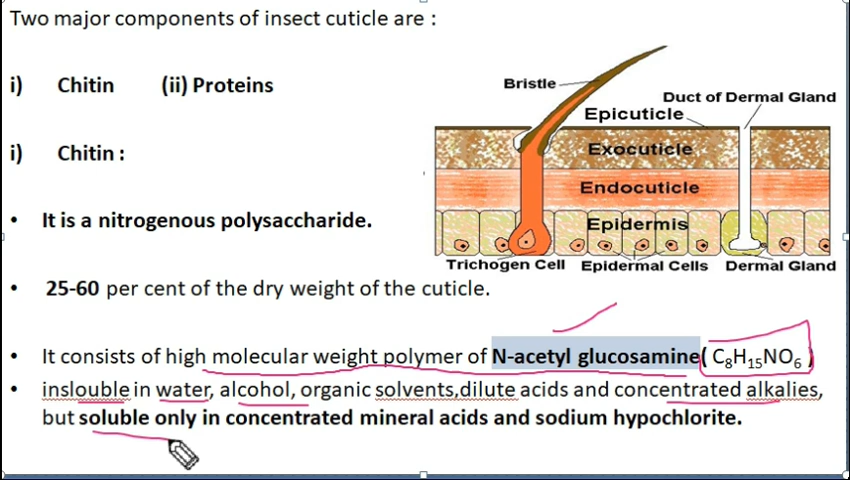 Two major components of insect cuticle are :
i) Chitin (ii) Proteins
i) Chitin :
• It is a nitrogenous polysaccharide.
• 25-60 per cent of the dry weight of the cuticle.
• It consists of high molecular weight polymer of N-acetyl glucosamine( C₈H₁₅NO₆ )
• inslouble in water, alcohol, organic solvents,dilute acids and concentrated alkalies,
but soluble only in concentrated mineral acids and sodium hypochlorite.
Bristle
Duct of Dermal Gland
Epicuticle
Exocuticle
Endocuticle
Epidermis
Trichogen Cell Epidermal Cells Dermal Gland